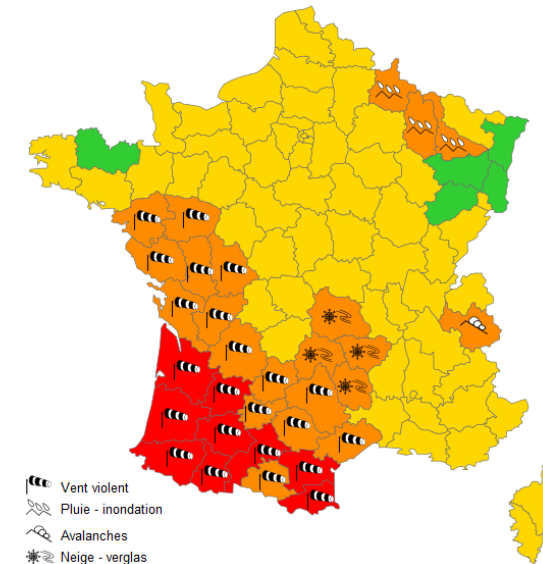 Vent violent
Pluie - inondation
Avalanches
Neige - verglas